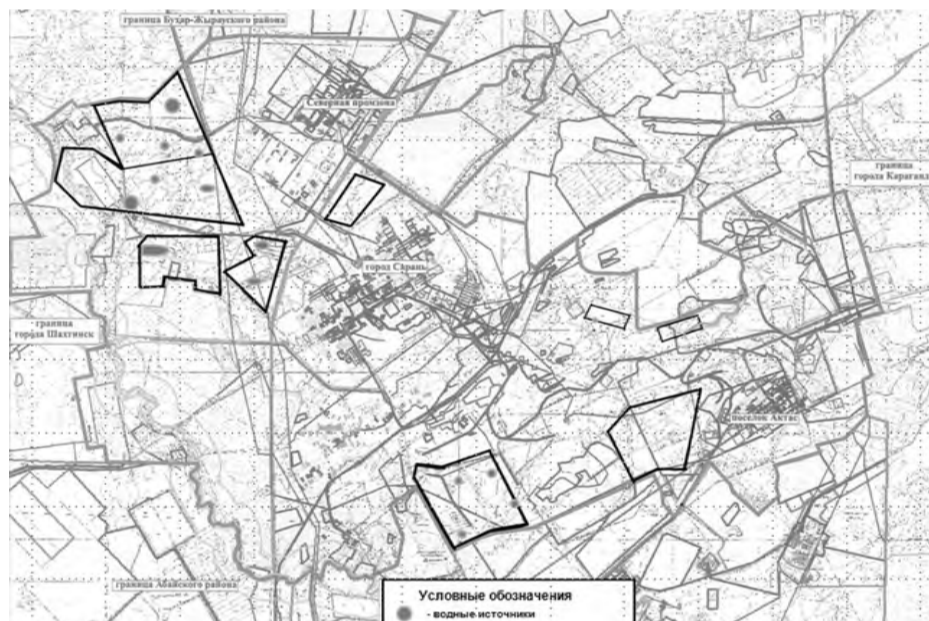 граница Бухар-Жырауского района
Северная промзона
граница
города Караганд
город Сарань
граница
города Шахтинск
поселок Актас
граница Абайского района
Условные обозначения
- водные источники